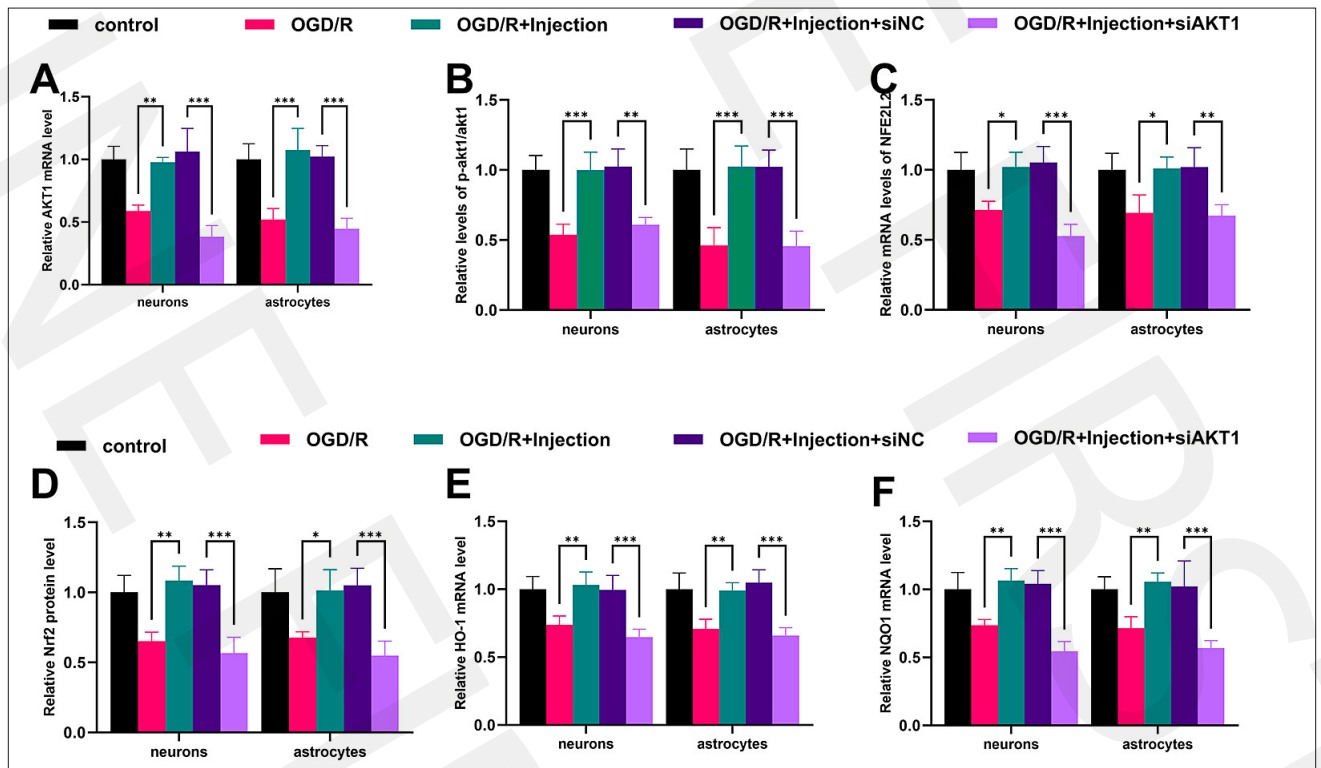 control OGD/R OGD/R+Injection OGD/R+Injection+siNC OGD/R+Injection+siAKT1
A
Relative AKT1 mRNA level
1.5
1.0
0.5
0.0
** *** *** ***
neurons astrocytes
B
Relative levels of p-akt1/akt1
1.5
1.0
0.5
0.0
*** ** *** ***
neurons astrocytes
C
Relative mRNA levels of NFE2L2
1.5
1.0
0.5
0.0
* *** * **
neurons astrocytes
control OGD/R OGD/R+Injection OGD/R+Injection+siNC OGD/R+Injection+siAKT1
D
Relative Nrf2 protein level
1.5
1.0
0.5
0.0
** *** * ***
neurons astrocytes
E
Relative HO-1 mRNA level
1.5
1.0
0.5
0.0
** *** ** ***
neurons astrocytes
F
Relative NQO1 mRNA level
1.5
1.0
0.5
0.0
** *** ** ***
neurons astrocytes